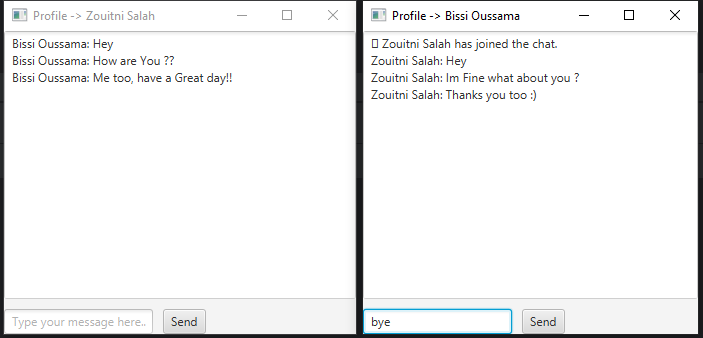 Profile -> Zouitni Salah
Bissi Oussama: Hey
Bissi Oussama: How are You ??
Bissi Oussama: Me too, have a Great day!!
Type your message here..
Send
Profile -> Bissi Oussama
▯ Zouitni Salah has joined the chat.
Zouitni Salah: Hey
Zouitni Salah: Im Fine what about you ?
Zouitni Salah: Thanks you too :)
bye
Send